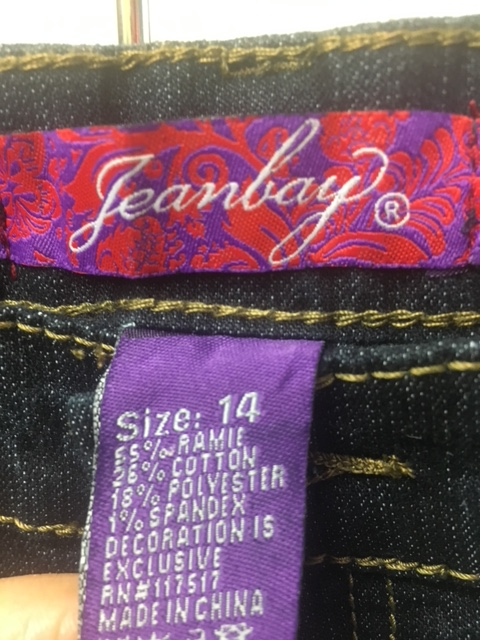 Jeanbay®
Size: 14
55% RAMIE
26% COTTON
18% POLYESTER
1% SPANDEX
DECORATION IS
EXCLUSIVE
RN#117517
MADE IN CHINA